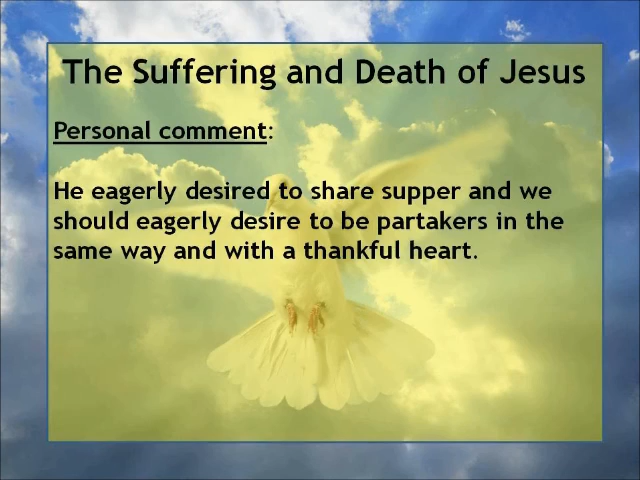 The Suffering and Death of Jesus
Personal comment:
He eagerly desired to share supper and we
should eagerly desire to be partakers in the
same way and with a thankful heart.